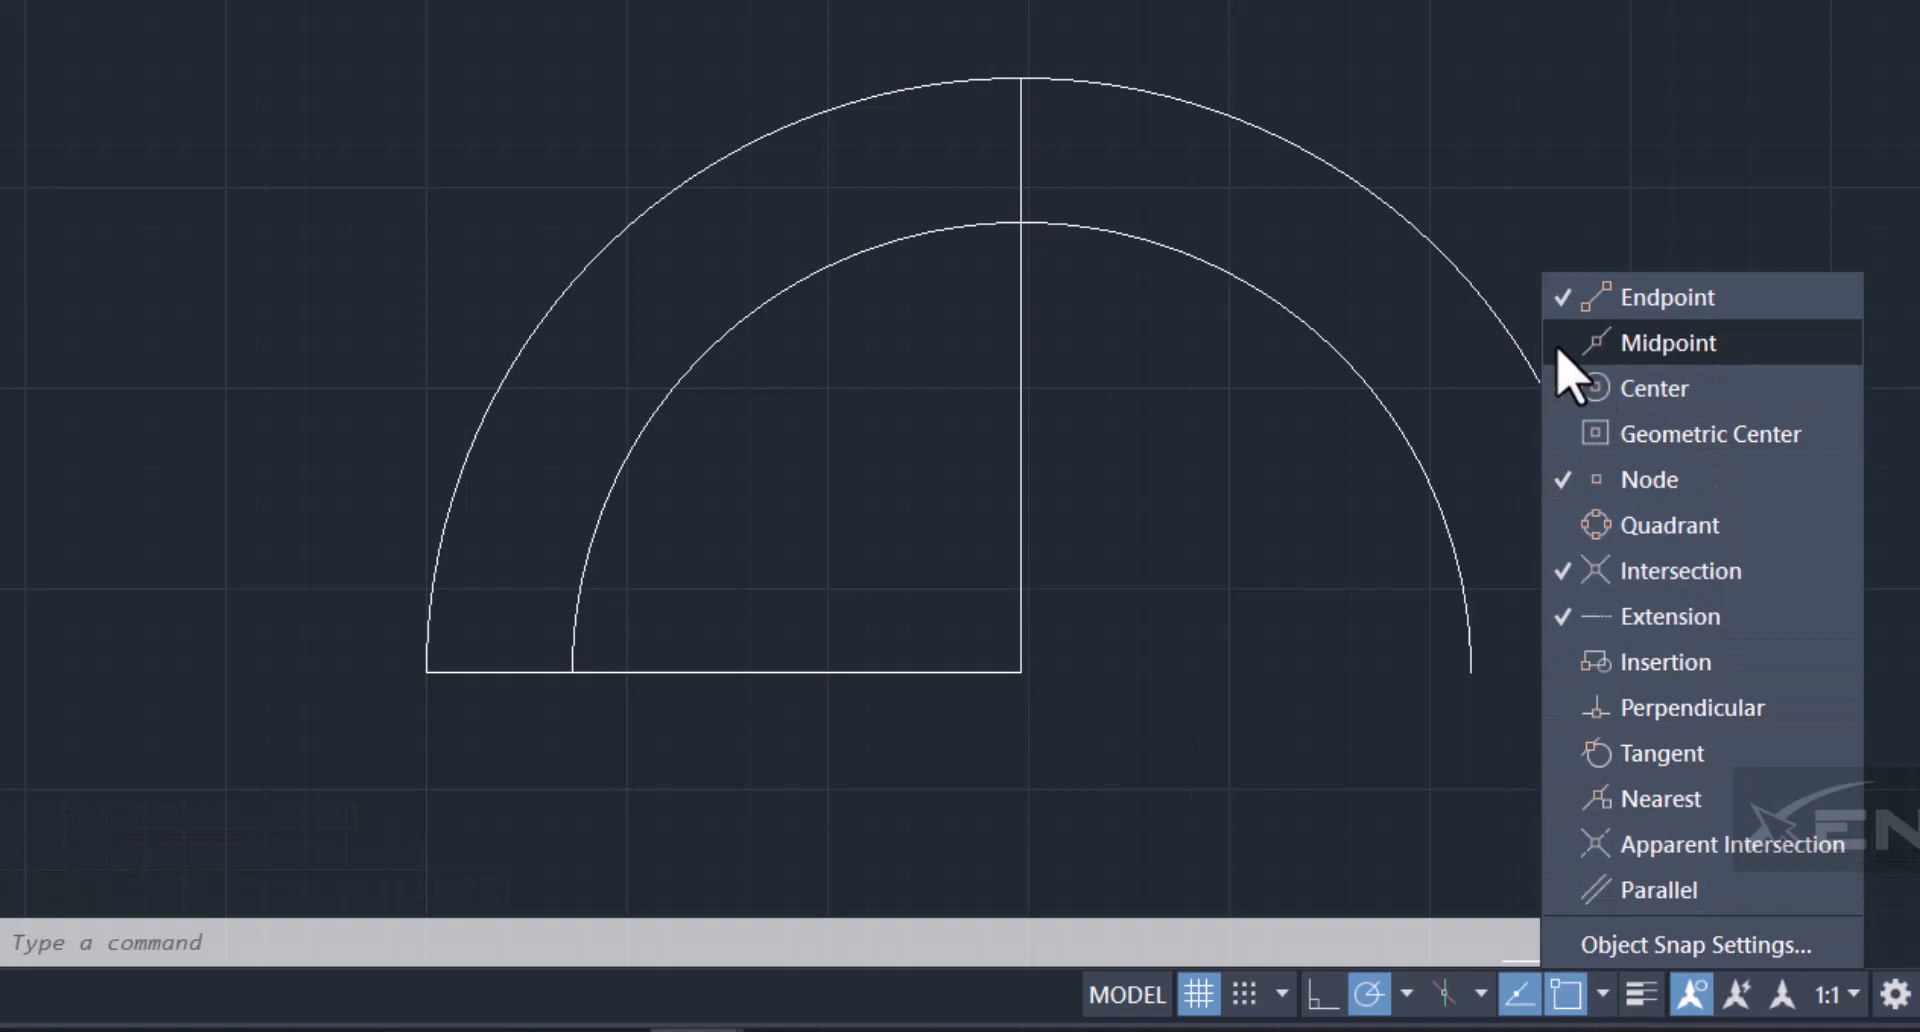 Endpoint
Midpoint
Center
Geometric Center
Node
Quadrant
Intersection
Extension
Insertion
Perpendicular
Tangent
Nearest
EN
Apparent Intersection
Parallel
Type a command
Object Snap Settings...
MODEL
1:1